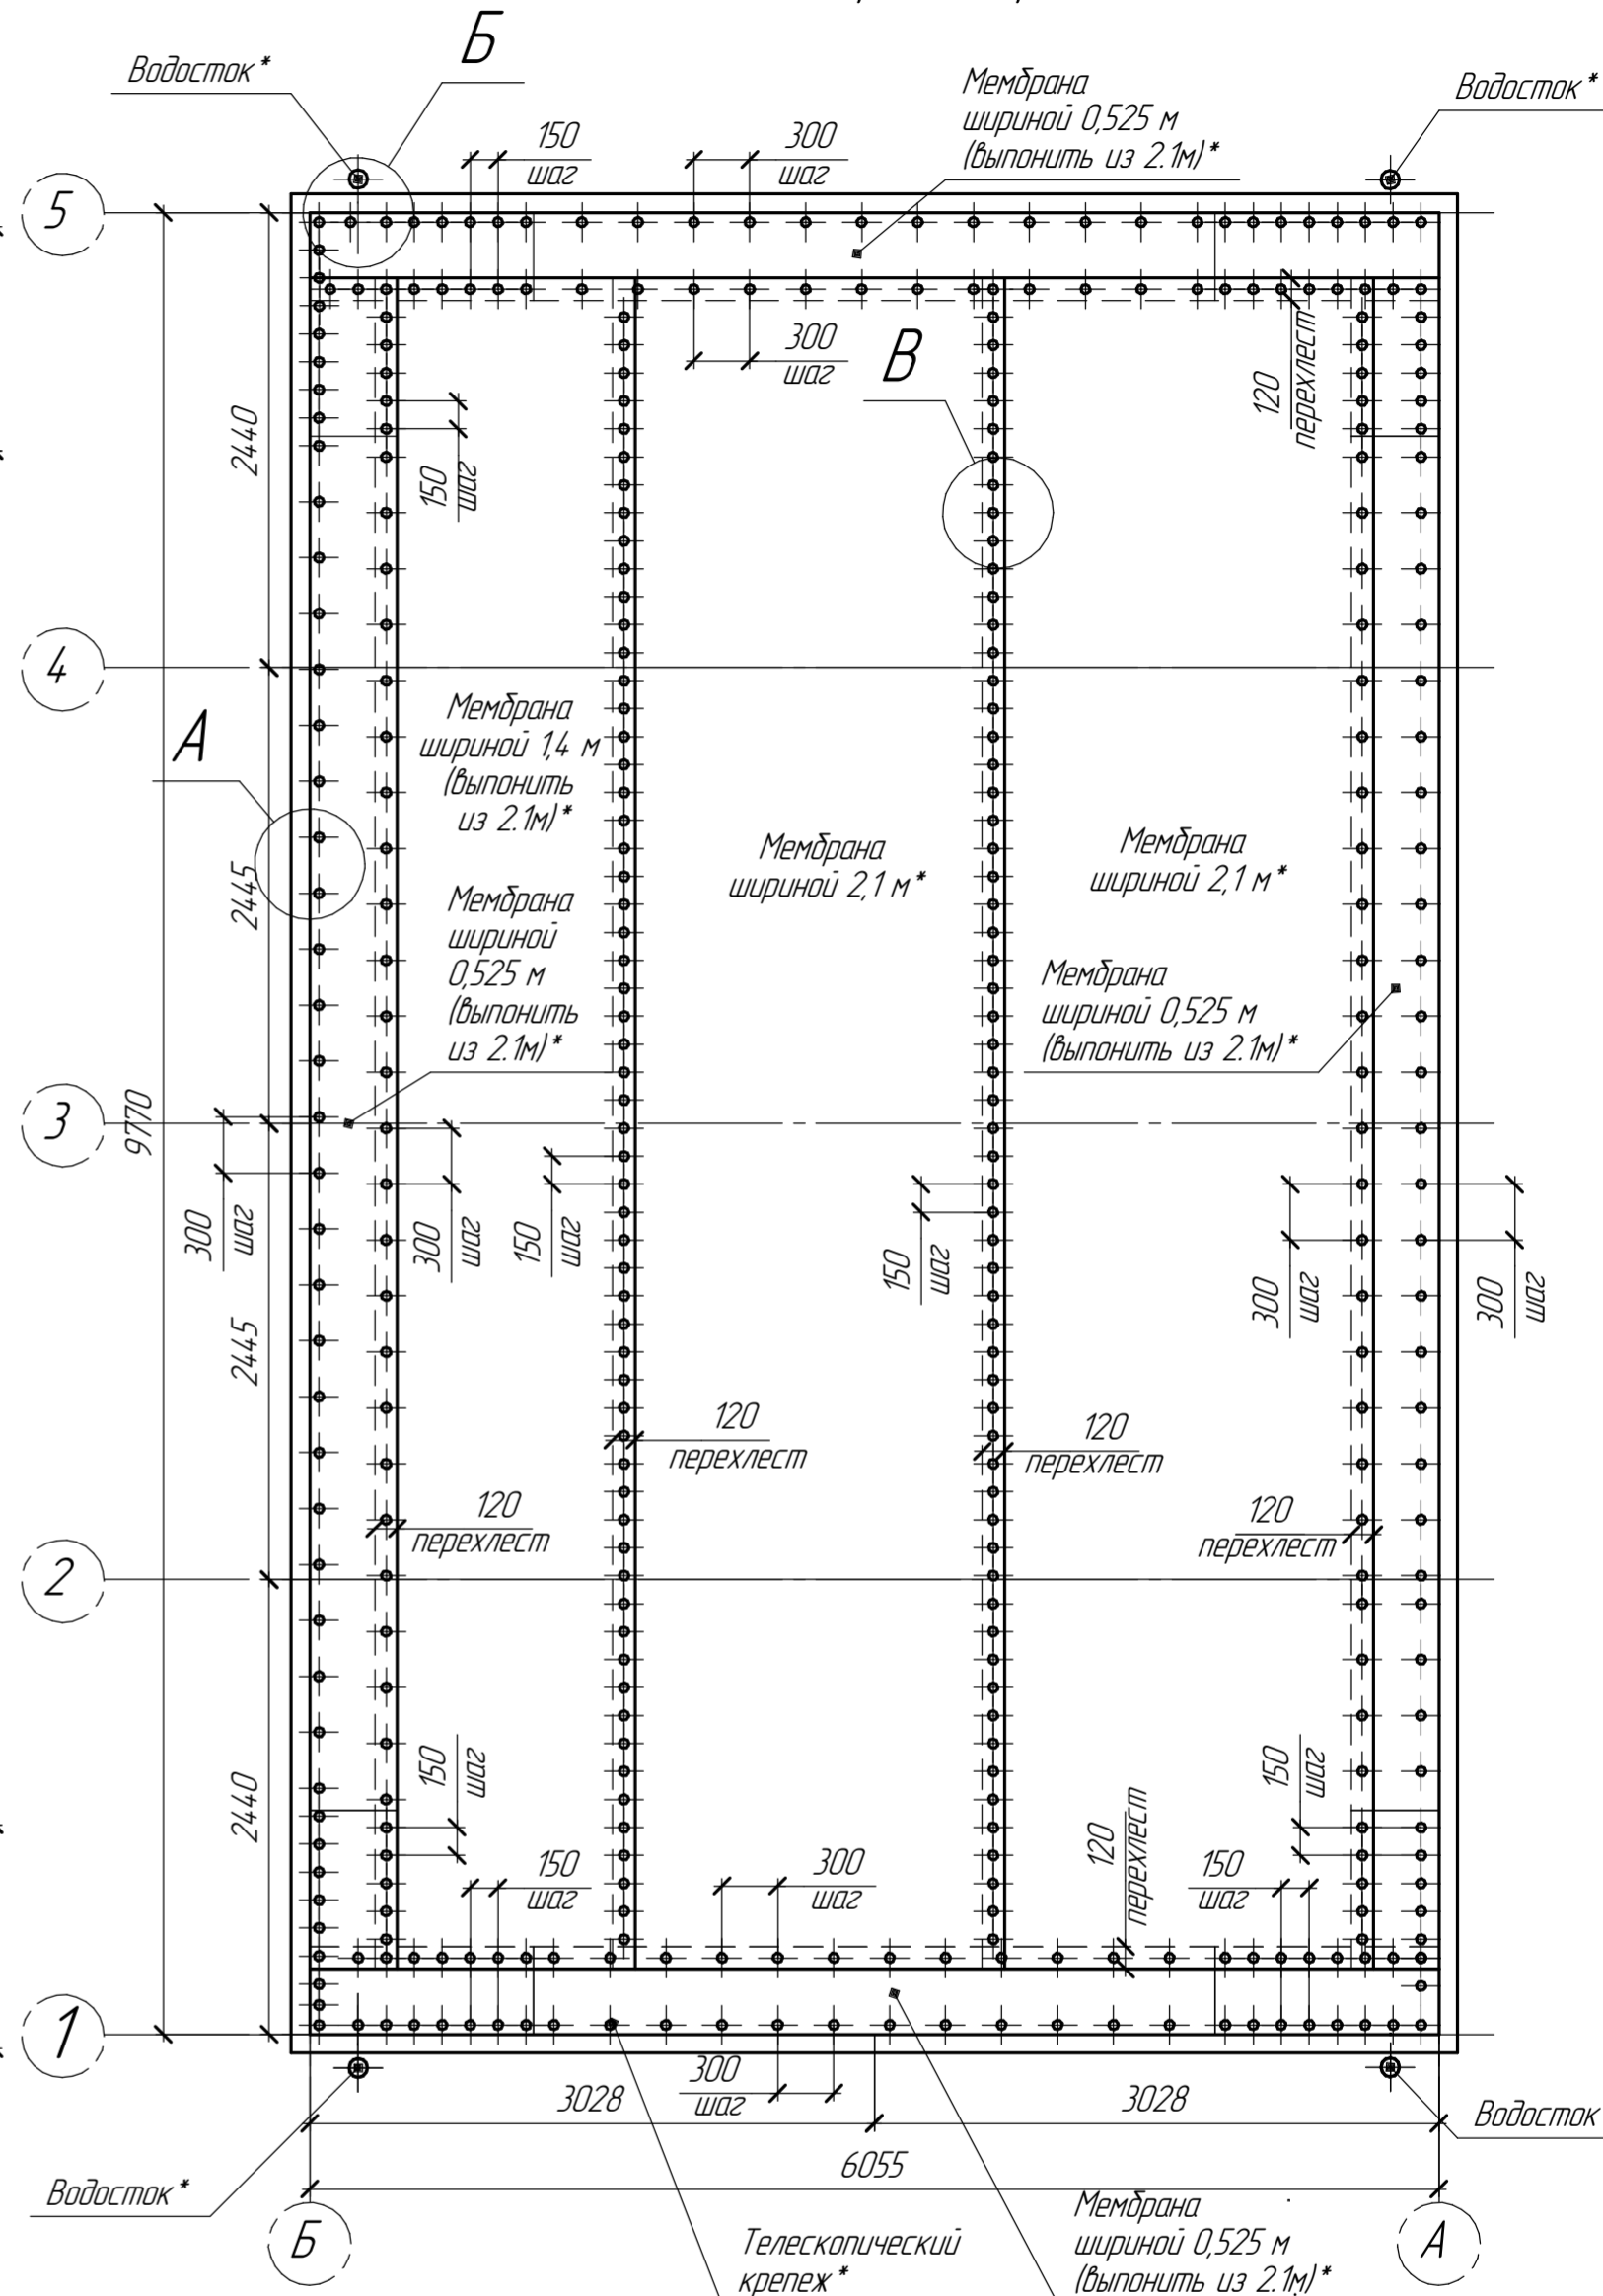 Б
Водосток*
Мембрана
шириной 0,525 м
(выпонить из 2.1м)*
Водосток*
150
шаг
300
шаг
5
300
шаг
В
120
перехлест
2440
150
шаг
4
А
Мембрана
шириной 1,4 м
(выпонить
из 2.1м)*
Мембрана
шириной 2,1 м*
Мембрана
шириной 2,1 м*
2445
Мембрана
шириной
0,525 м
(выпонить
из 2.1м)*
Мембрана
шириной 0,525 м
(выпонить из 2.1м)*
3
9770
300
шаг
300
шаг
150
шаг
150
шаг
300
шаг
300
шаг
2445
120
перехлест
120
перехлест
120
перехлест
120
перехлест
2
2440
150
шаг
150
шаг
150
шаг
300
шаг
120
перехлест
150
шаг
1
300
шаг
3028
3028
Водосток
6055
Водосток*
Б
Телескопический
крепеж*
Мембрана
шириной 0,525 м
(выпонить из 2.1м)*
А